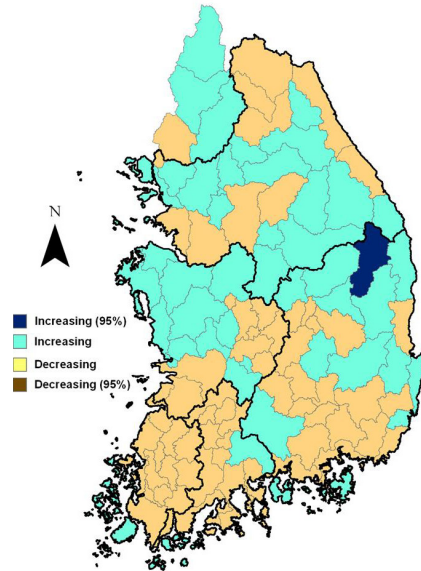 N
Increasing (95%)
Increasing
Decreasing
Decreasing (95%)